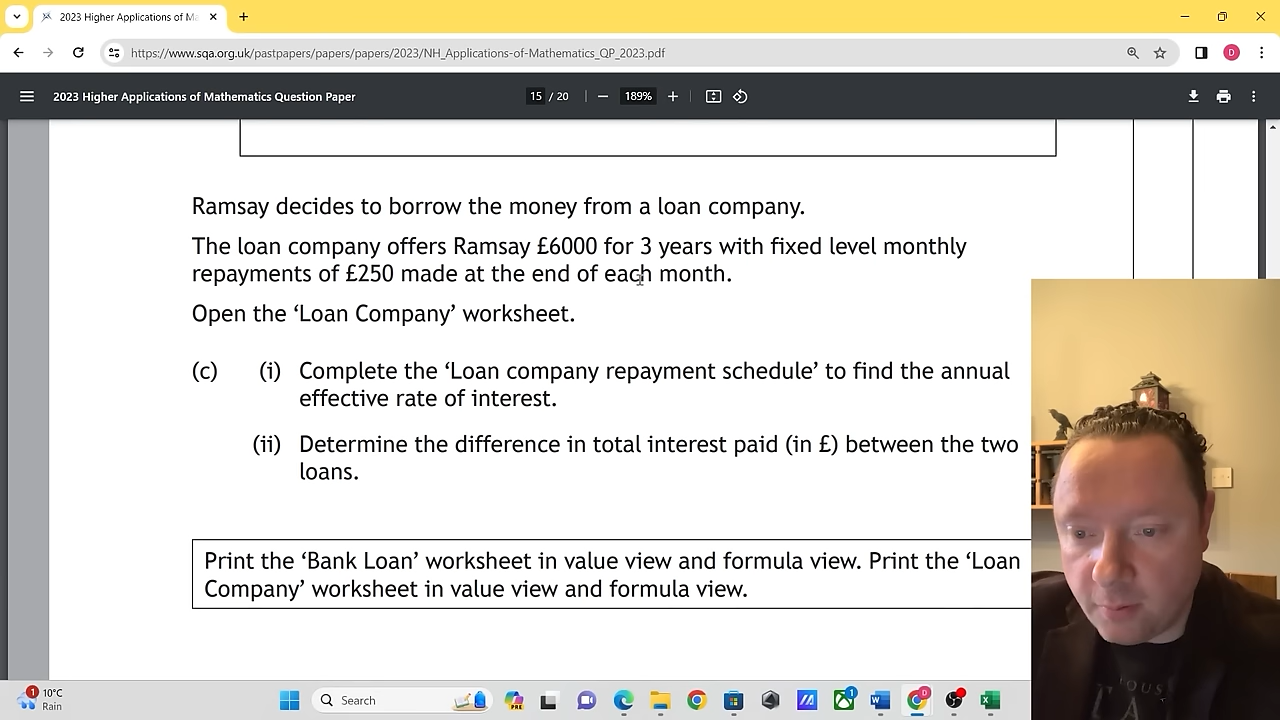 2023 Higher Applications of Ma
https://www.sqa.org.uk/pastpapers/papers/papers/2023/NH_Applications-of-Mathematics_QP_2023.pdf
D
2023 Higher Applications of Mathematics Question Paper
15 / 20
189%
Ramsay decides to borrow the money from a loan company.
The loan company offers Ramsay £6000 for 3 years with fixed level monthly
repayments of £250 made at the end of each month.
Open the ‘Loan Company’ worksheet.
(c) (i) Complete the ‘Loan company repayment schedule’ to find the annual
effective rate of interest.
(ii) Determine the difference in total interest paid (in £) between the two
loans.
Print the ‘Bank Loan’ worksheet in value view and formula view. Print the ‘Loan
Company’ worksheet in value view and formula view.
1
10°C
Rain
Search
PRE
1
D